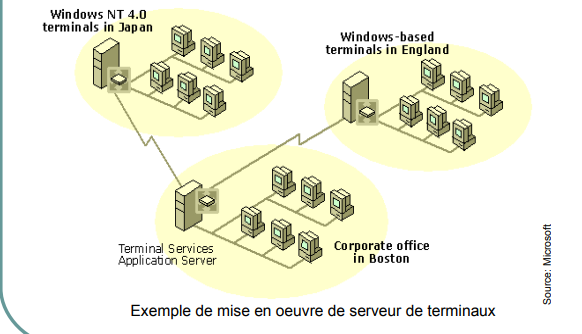 Windows NT 4.0
terminals in Japan
Windows-based
terminals in England
Terminal Services
Application Server
Corporate office
in Boston
Source: Microsoft
Exemple de mise en oeuvre de serveur de terminaux